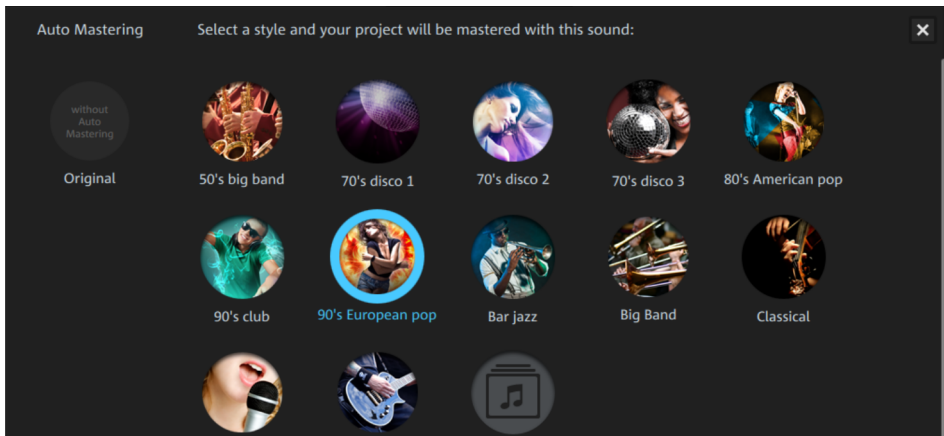 Auto Mastering
Select a style and your project will be mastered with this sound:
without
Auto
Mastering
Original
50's big band
70's disco 1
70's disco 2
70's disco 3
80's American pop
90's club
90's European pop
Bar jazz
Big Band
Classical